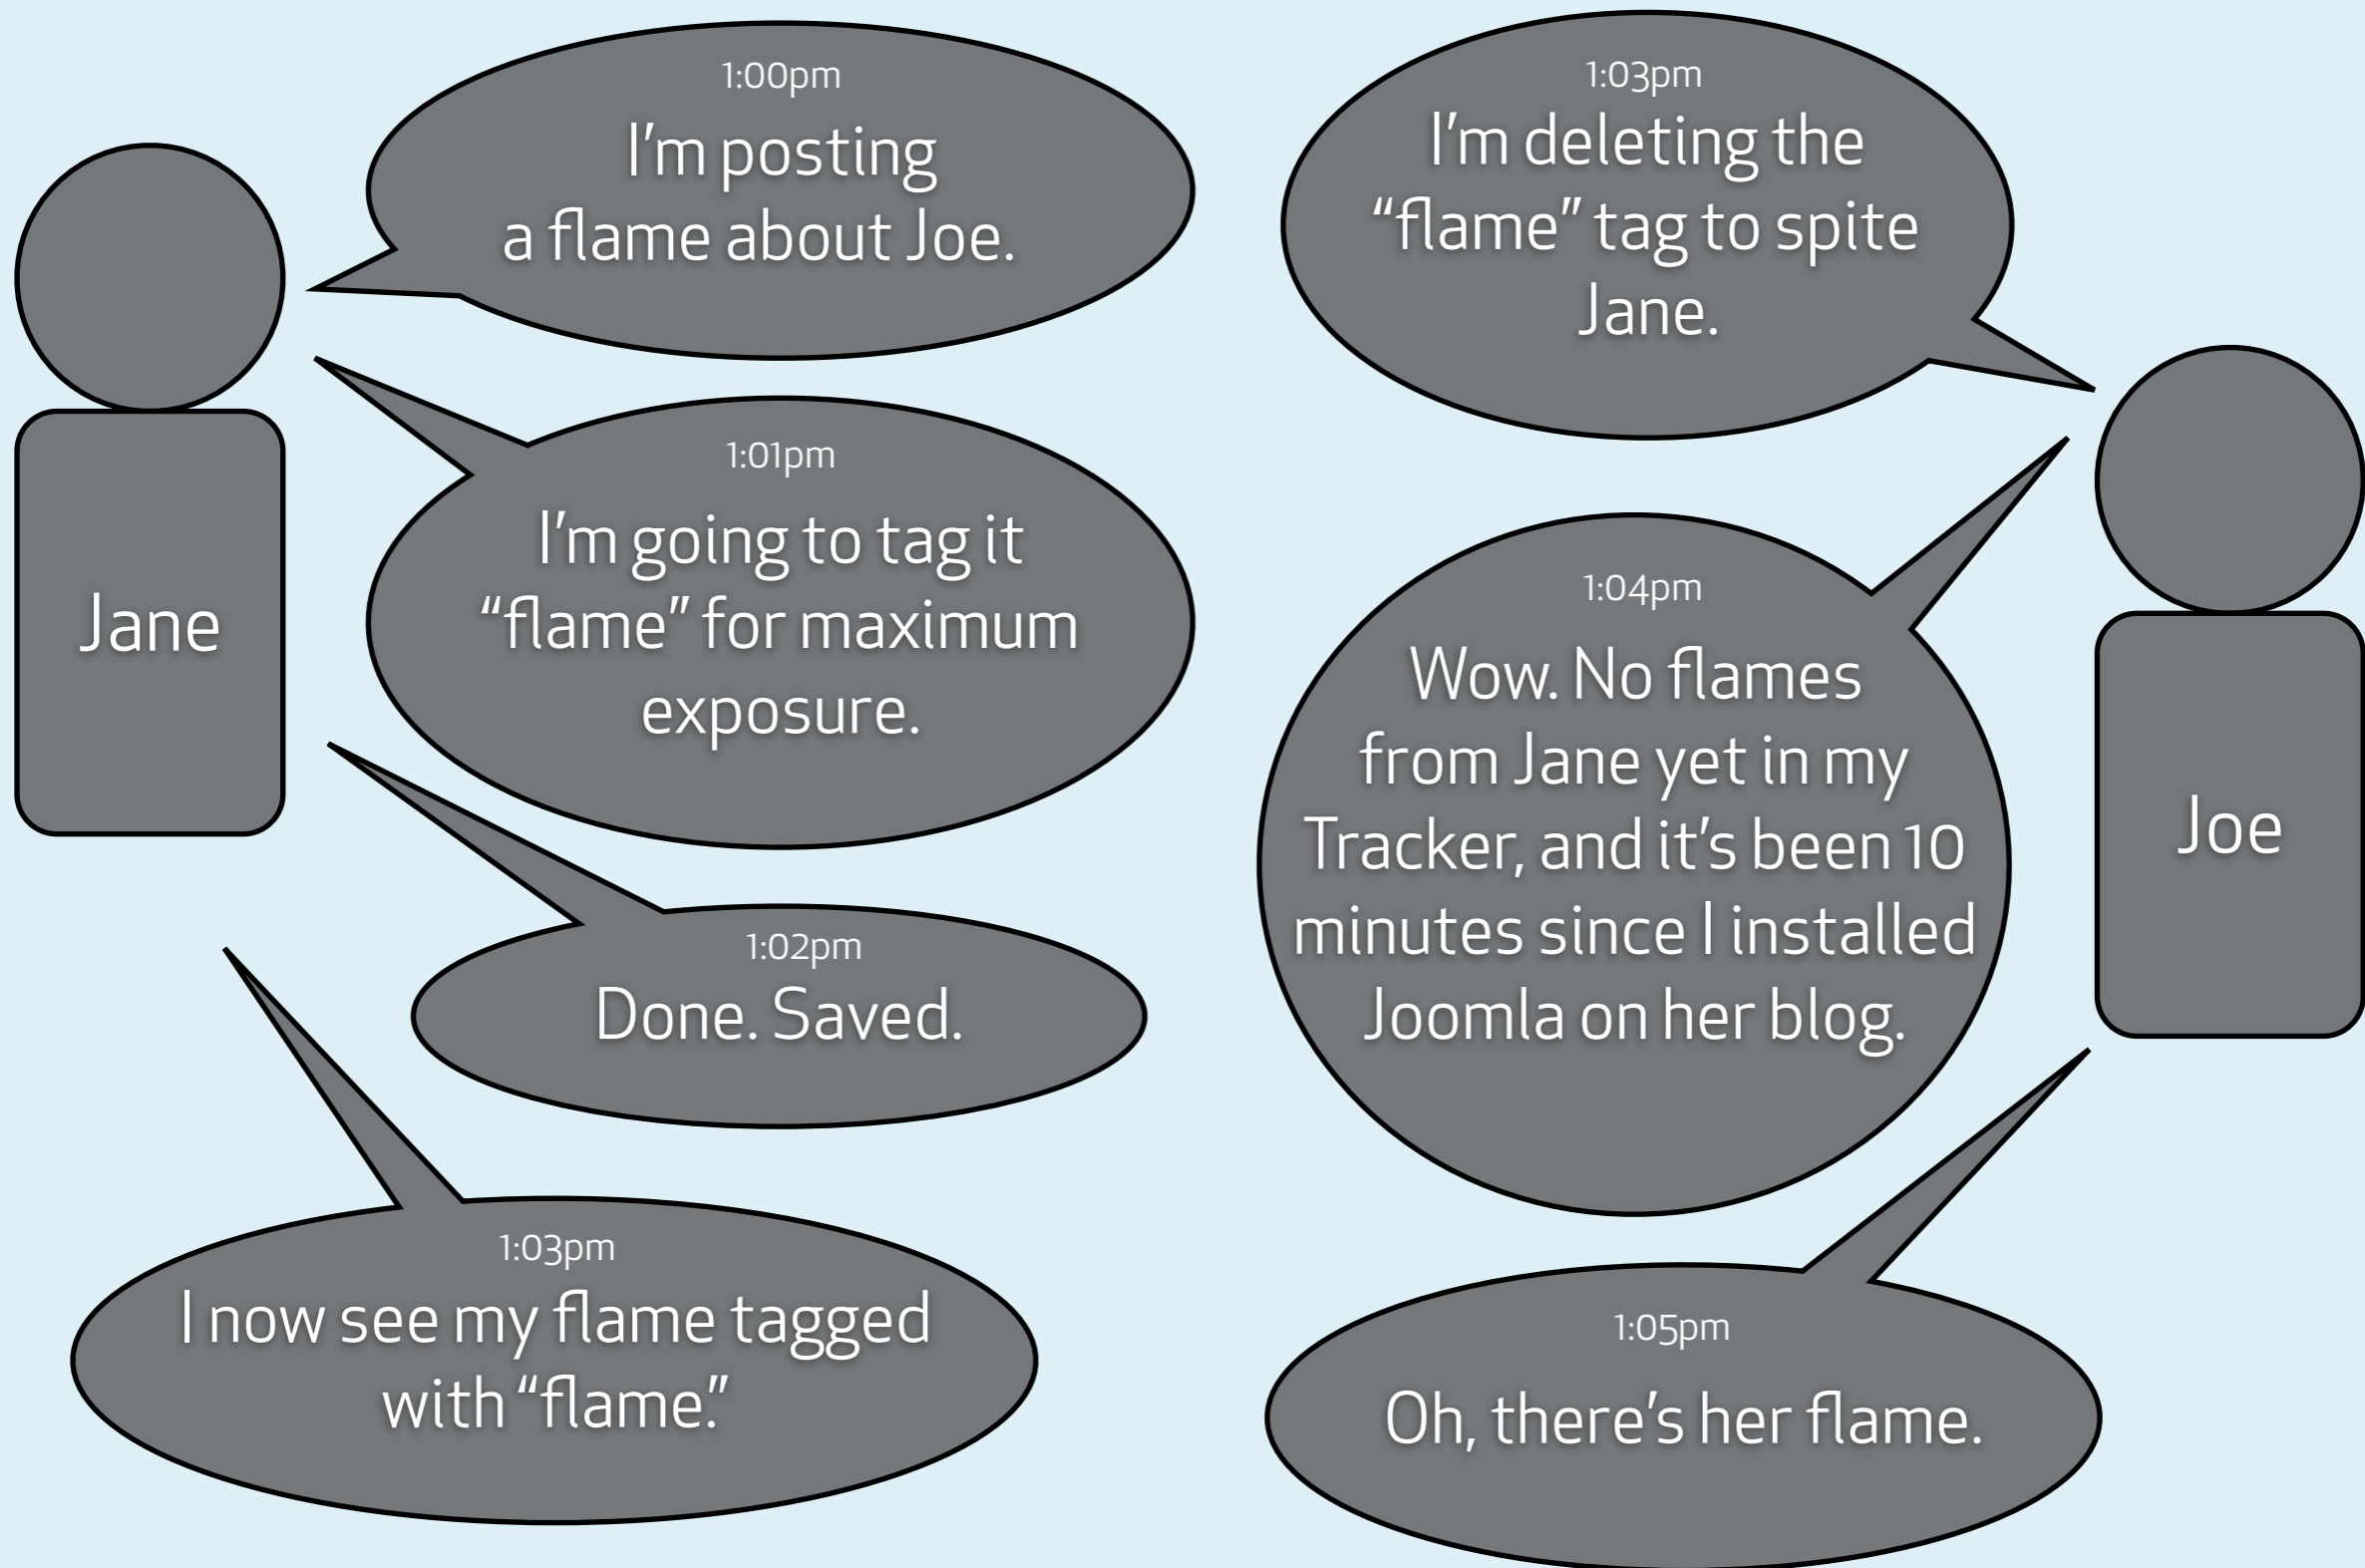 Jane
1:00pm
I'm posting
a flame about Joe.
1:01pm
I'm going to tag it
“flame” for maximum
exposure.
1:02pm
Done. Saved.
1:03pm
I now see my flame tagged
with “flame.”
1:03pm
I'm deleting the
“flame” tag to spite
Jane.
1:04pm
Wow. No flames
from Jane yet in my
Tracker, and it's been 10
minutes since I installed
Joomla on her blog.
1:05pm
Oh, there's her flame.
Joe